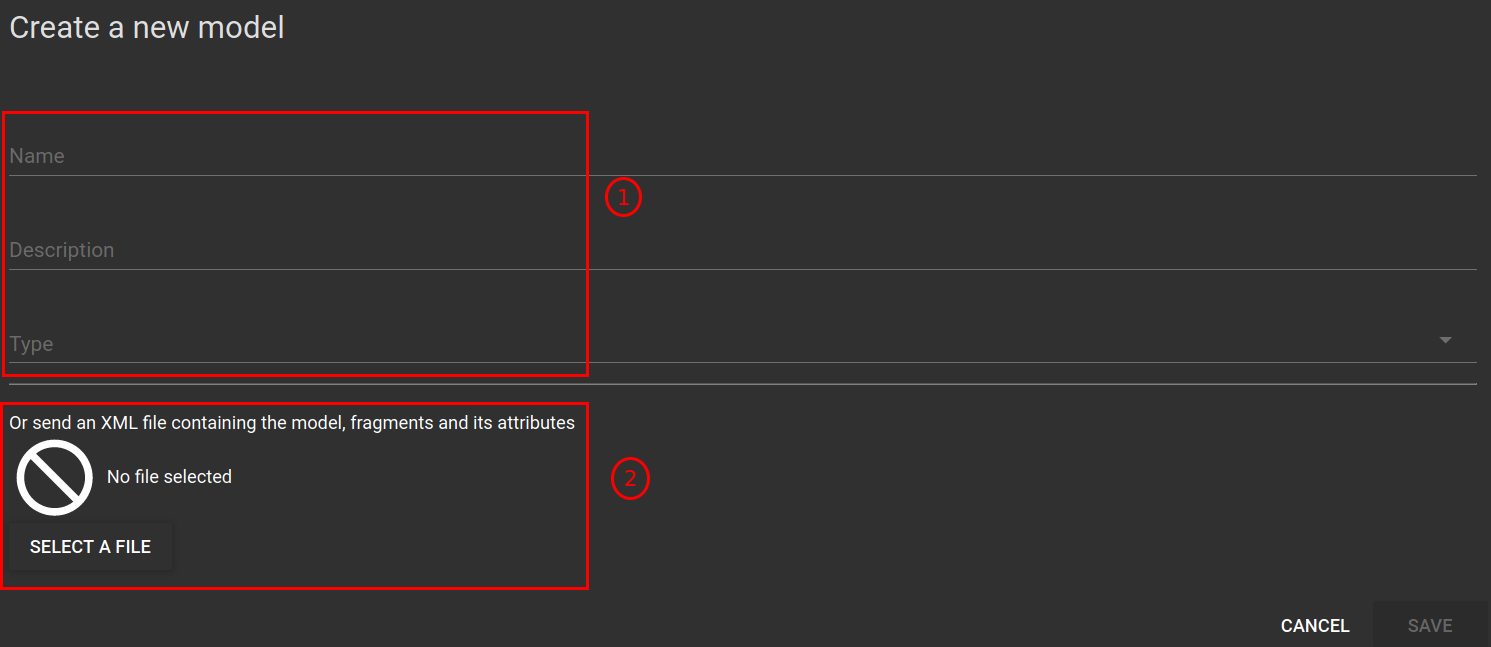 Create a new model
Name
1
Description
Type
Or send an XML file containing the model, fragments and its attributes
No file selected
2
SELECT A FILE
CANCEL SAVE